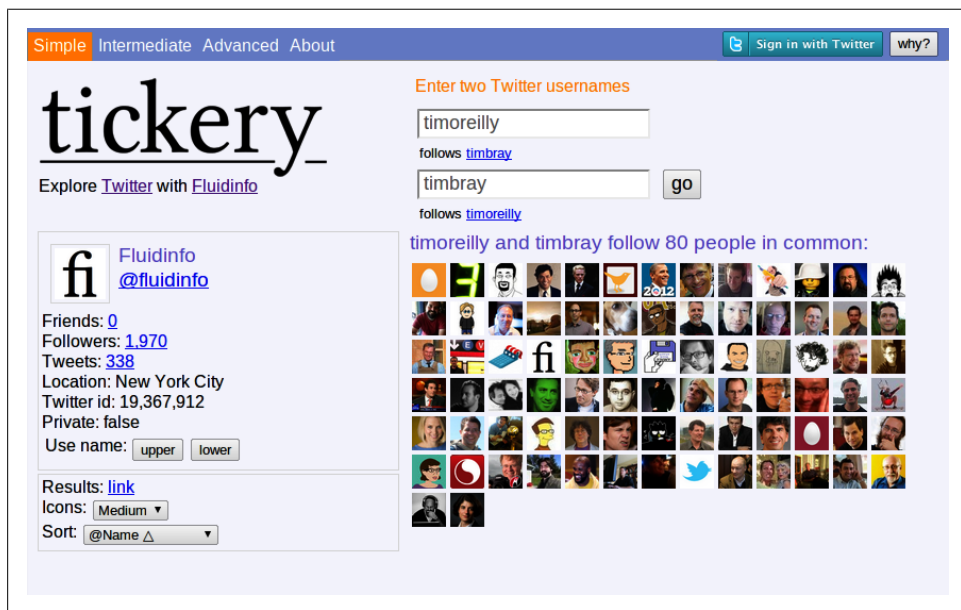 Simple Intermediate Advanced About
Sign in with Twitter why?
tickery
Explore Twitter with Fluidinfo
Enter two Twitter usernames
timoreilly
follows timbray
timbray go
follows timoreilly
fi Fluidinfo
@fluidinfo
Friends: 0
Followers: 1,970
Tweets: 338
Location: New York City
Twitter id: 19,367,912
Private: false
Use name: upper lower
Results: link
Icons: Medium ▼
Sort: @Name △ ▼
timoreilly and timbray follow 80 people in common:
2012
fi